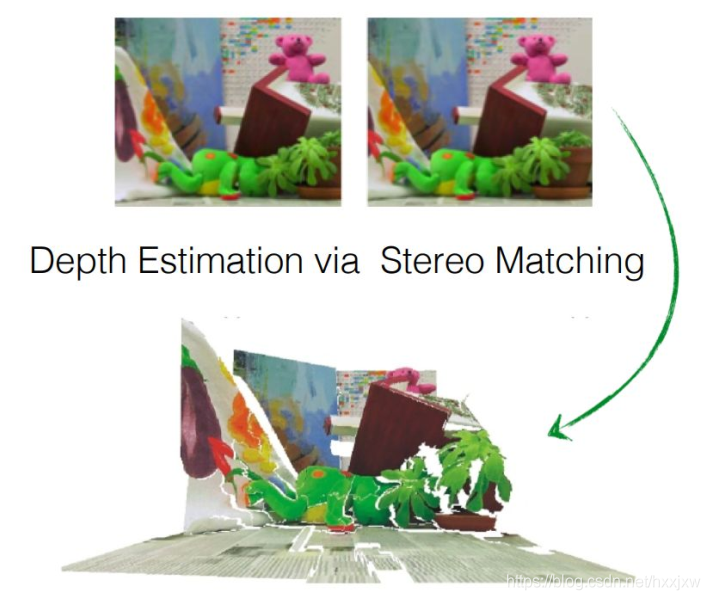 Depth Estimation via Stereo Matching
https://blog.csdn.net/hxxjxw